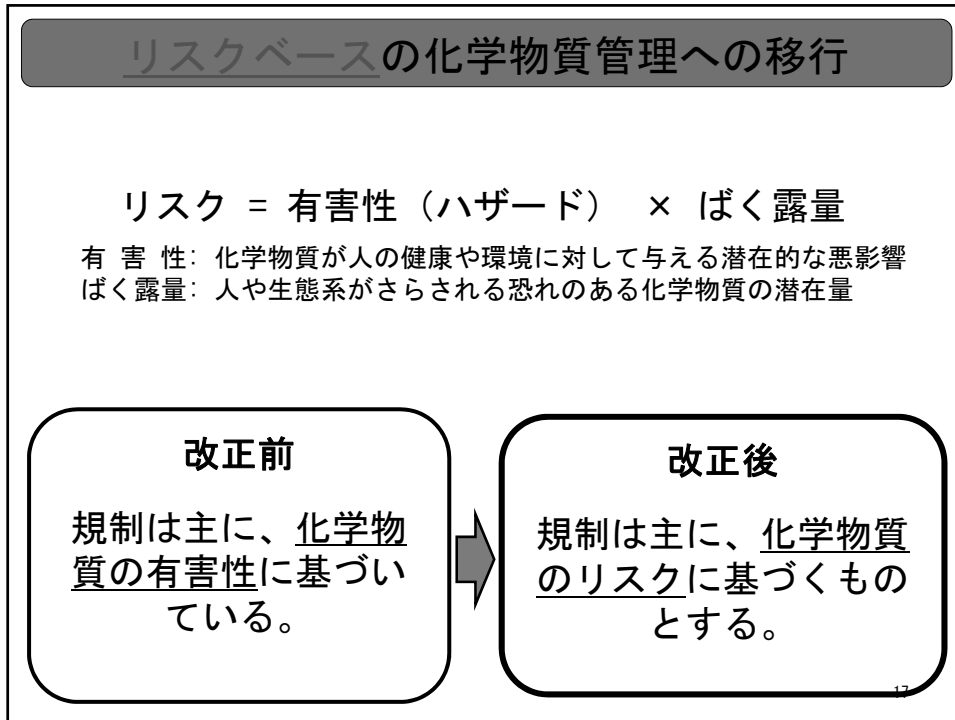 リスクベースの化学物質管理への移行
リスク = 有害性(ハザード) × ばく露量
有 害 性: 化学物質が人の健康や環境に対して与える潜在的な悪影響
ばく露量: 人や生態系がさらされる恐れのある化学物質の潜在量
改正前
規制は主に、化学物
質の有害性に基づい
ている。
改正後
規制は主に、化学物質
のリスクに基づくもの
とする。
17